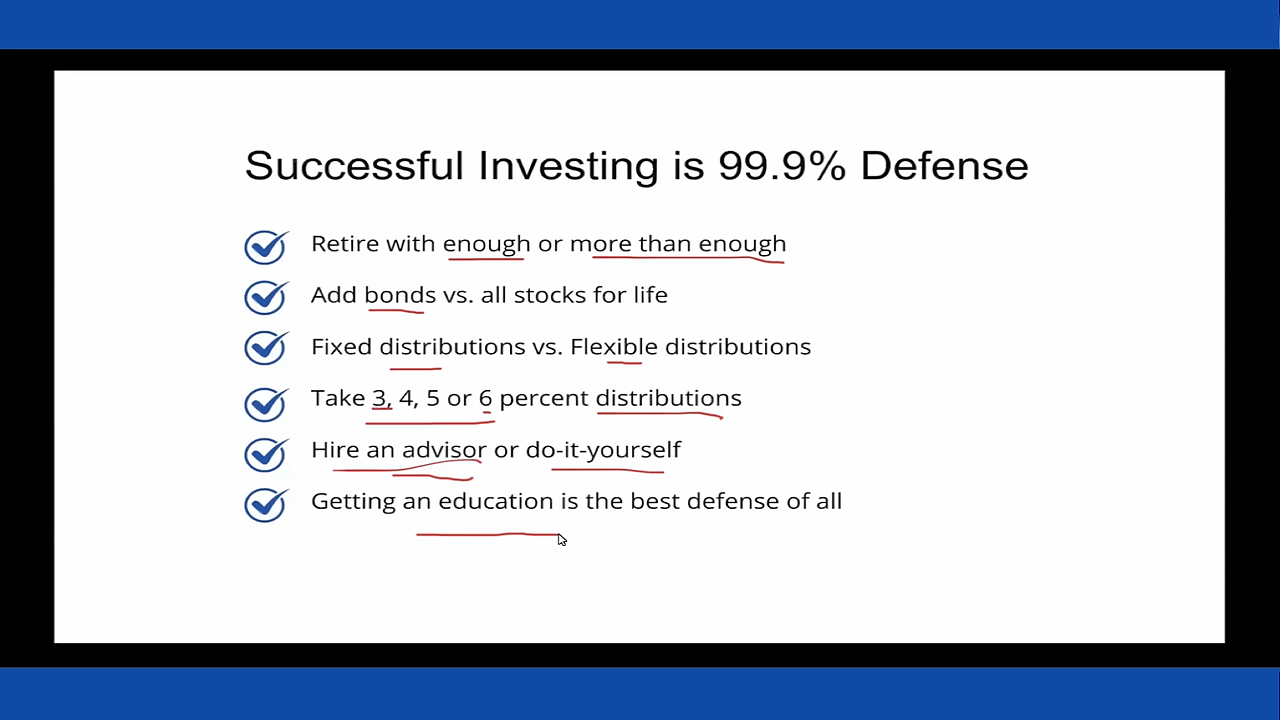 Successful Investing is 99.9% Defense
Retire with enough or more than enough
Add bonds vs. all stocks for life
Fixed distributions vs. Flexible distributions
Take 3, 4, 5 or 6 percent distributions
Hire an advisor or do-it-yourself
Getting an education is the best defense of all